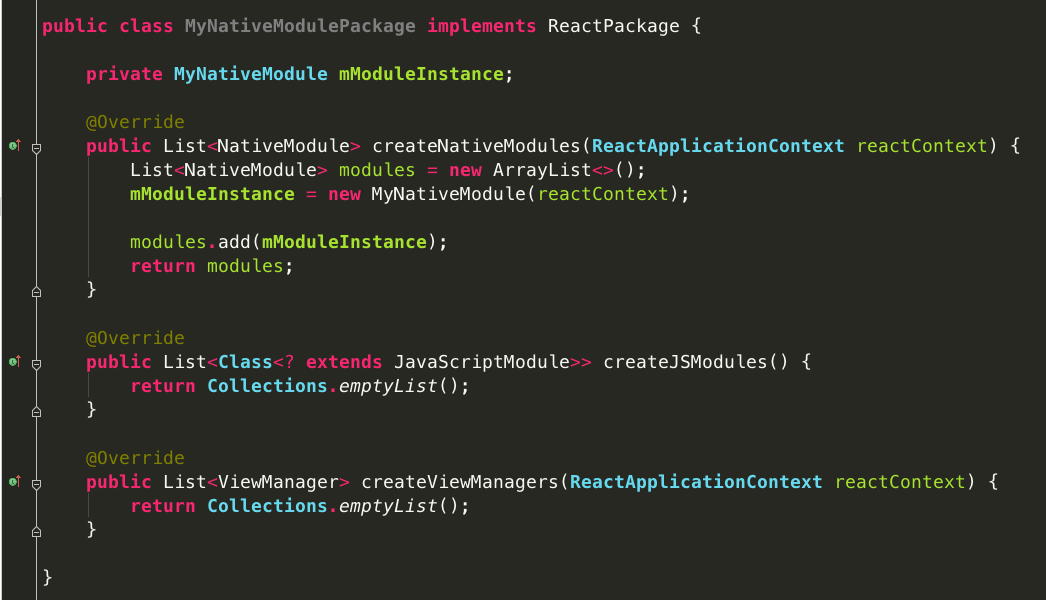 public class MyNativeModulePackage implements ReactPackage {
private MyNativeModule mModuleInstance;
@Override
public List<NativeModule> createNativeModules(ReactApplicationContext reactContext) {
List<NativeModule> modules = new ArrayList<>();
mModuleInstance = new MyNativeModule(reactContext);
modules.add(mModuleInstance);
return modules;
}
@Override
public List<Class<? extends JavaScriptModule>> createJSModules() {
return Collections.emptyList();
}
@Override
public List<ViewManager> createViewManagers(ReactApplicationContext reactContext) {
return Collections.emptyList();
}
}